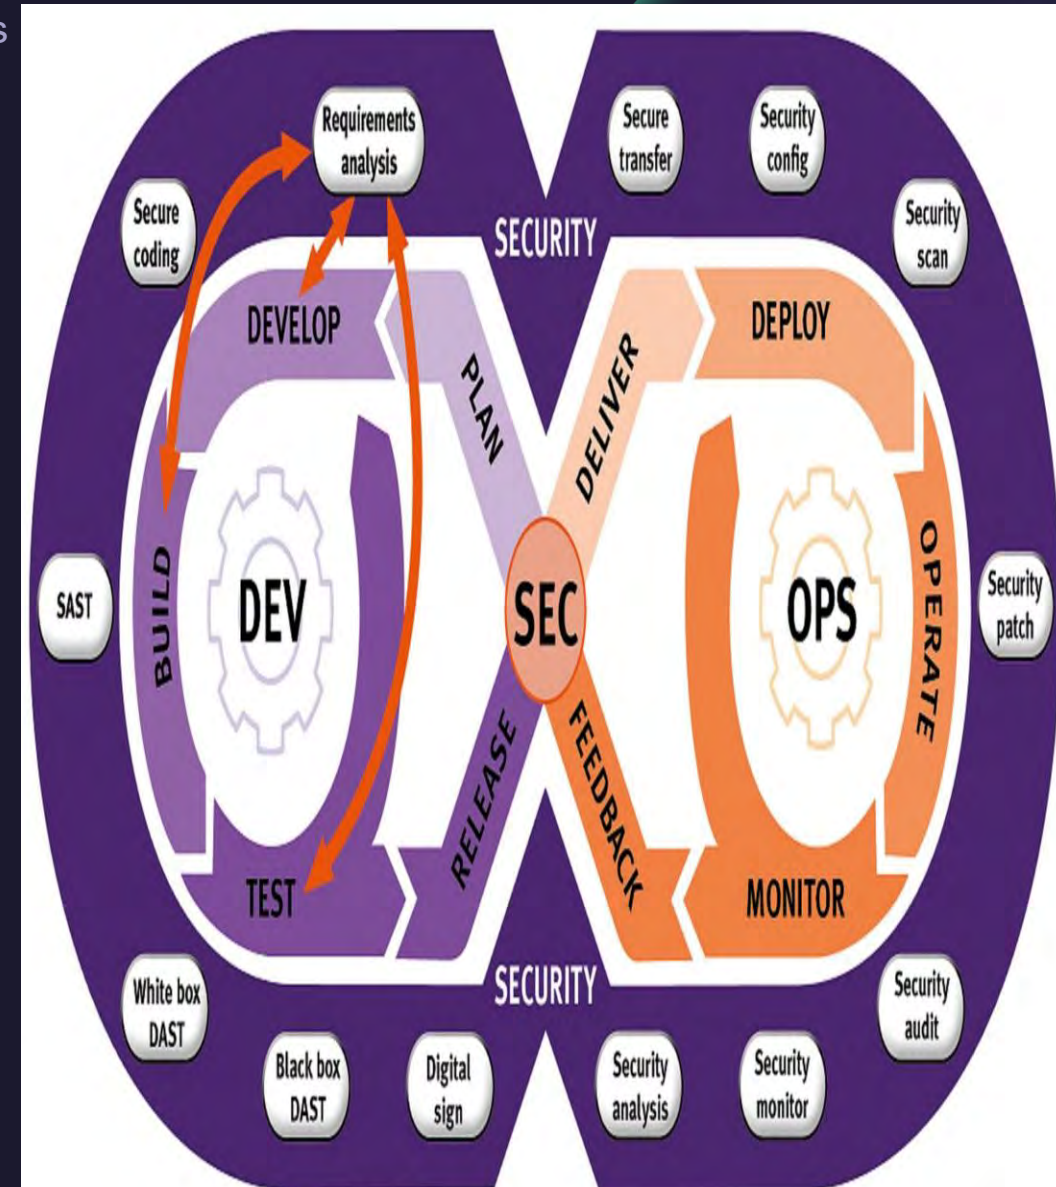 s
Requirements
analysis
Secure
transfer
Security
config
Secure
coding
Security
scan
SECURITY
DEVELOP
PLAN
DELIVER
DEPLOY
SAST
BUILD
DEV
SEC
OPS
OPERATE
Security
patch
TEST
RELEASE
FEEDBACK
MONITOR
SECURITY
White box
DAST
Black box
DAST
Digital
sign
Security
analysis
Security
monitor
Security
audit